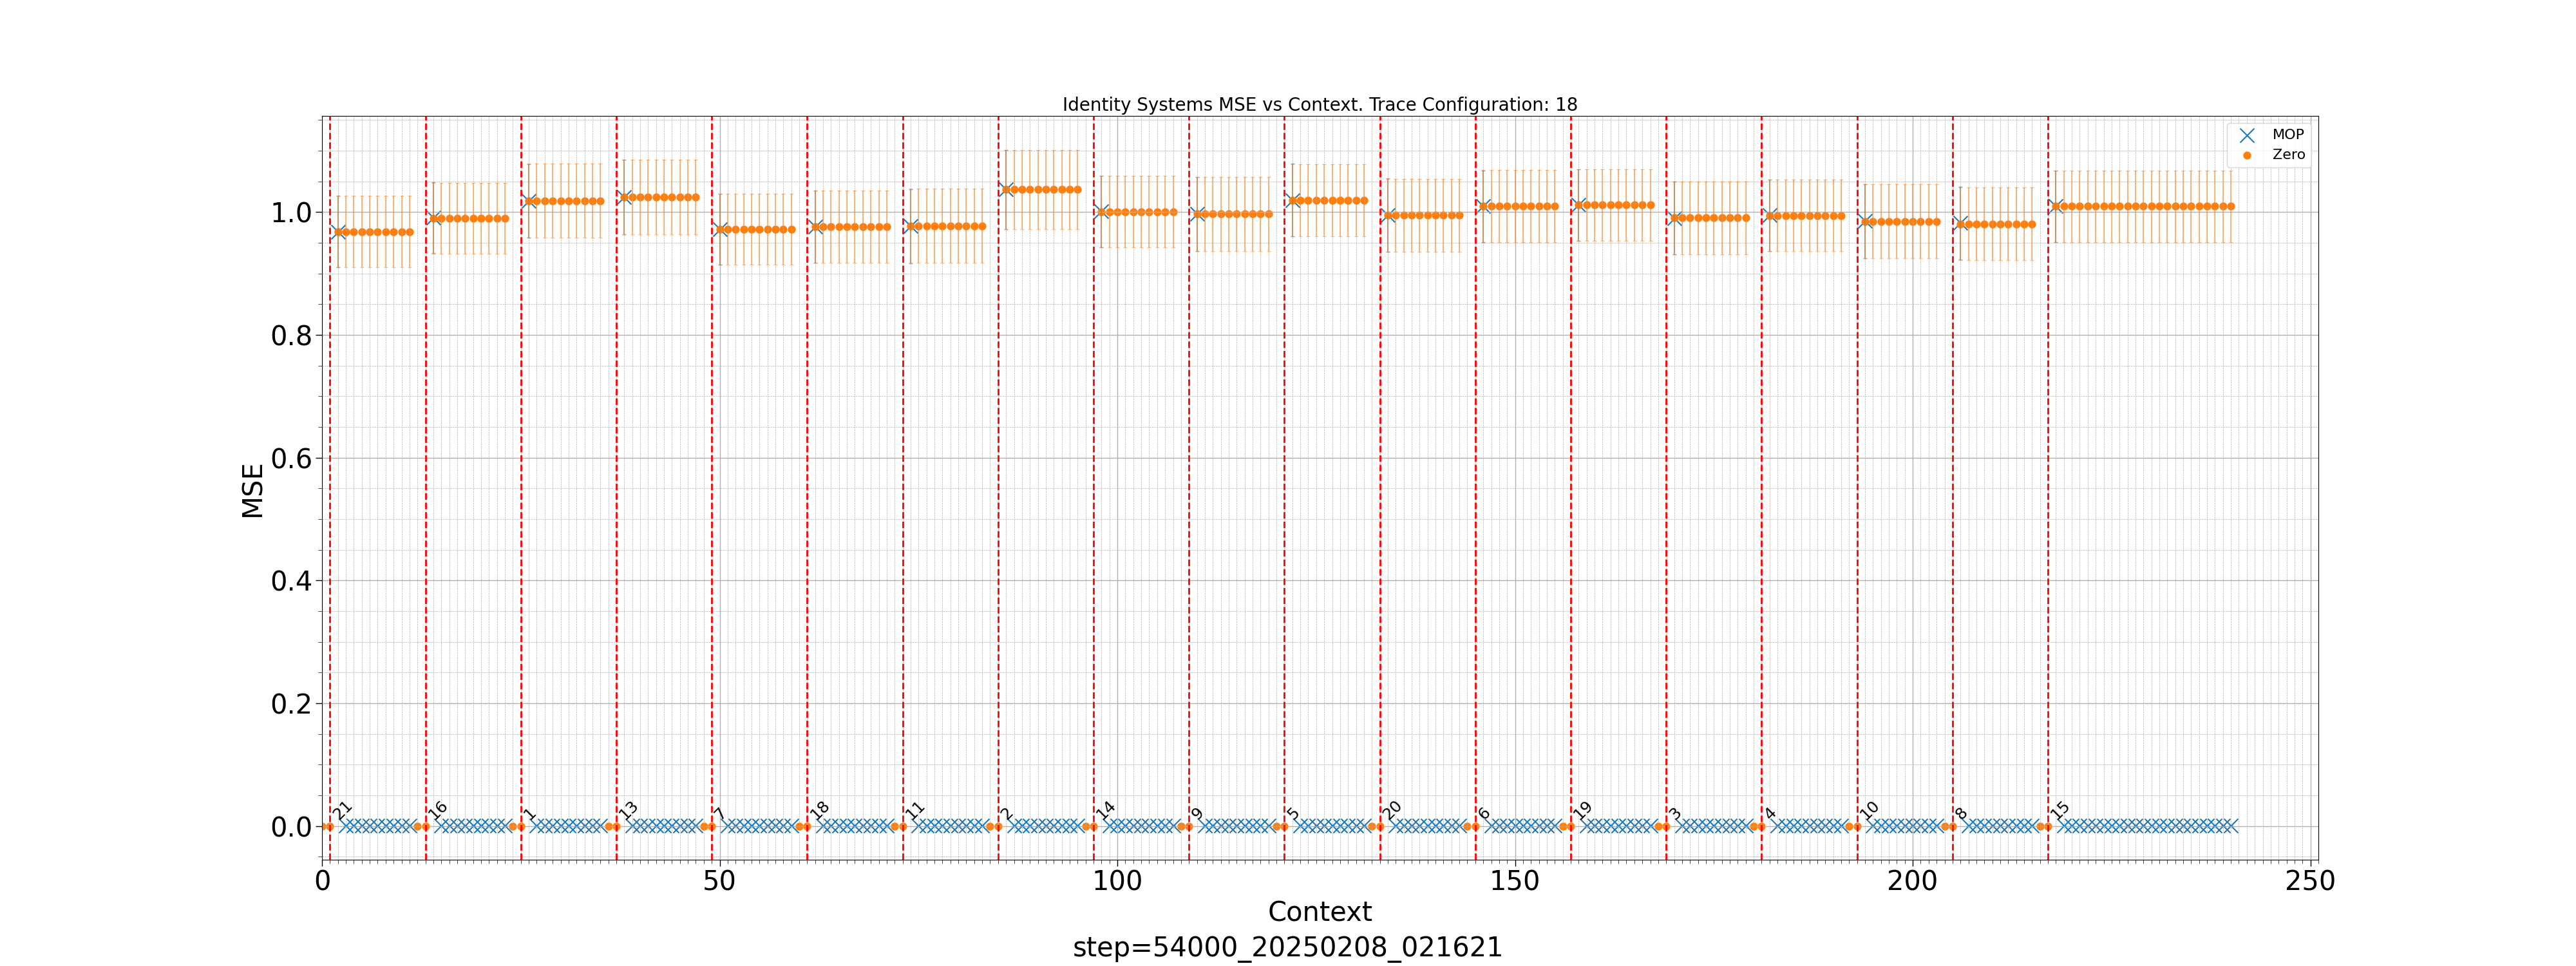 Identity Systems MSE vs Context. Trace Configuration: 18
MOP
Zero
1.0
0.8
0.6
0.4
0.2
0.0
MSE
21 16 1 13 7 18 11 2 14 9 5 20 6 19 3 4 10 8 15
0 50 100 150 200 250
Context
step=54000_20250208_021621